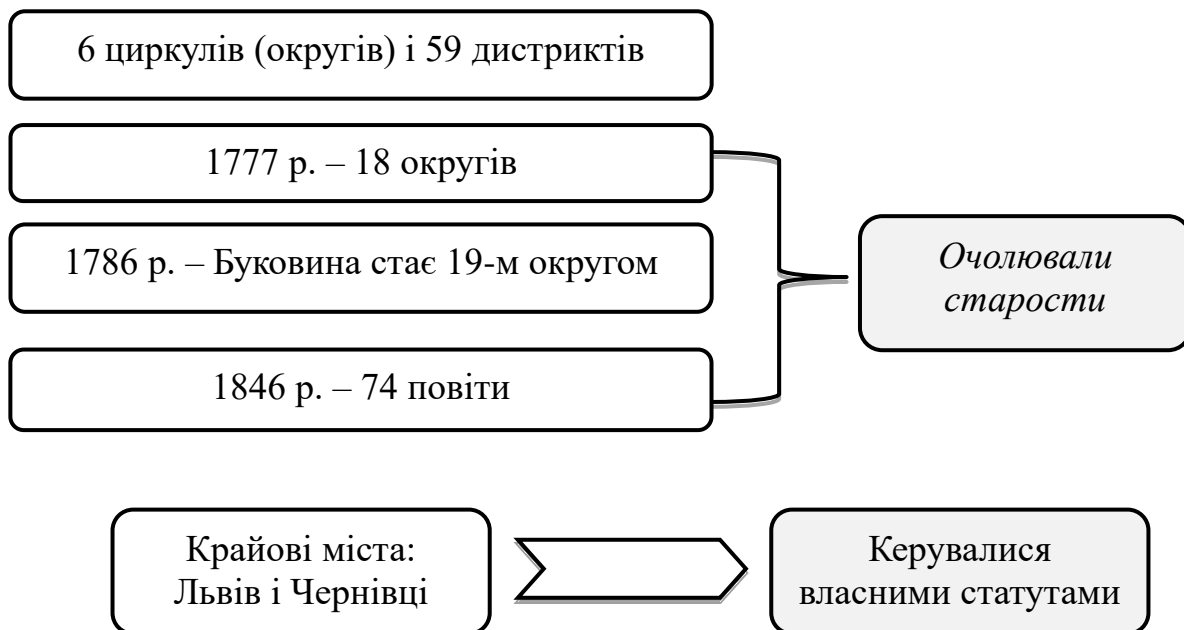 6 циркулів (округів) і 59 дистриктів
1777 р. – 18 округів
1786 р. – Буковина стає 19-м округом
1846 р. – 74 повіти
Очолювали
старости
Крайові міста:
Львів і Чернівці
Керувалися
власними статутами